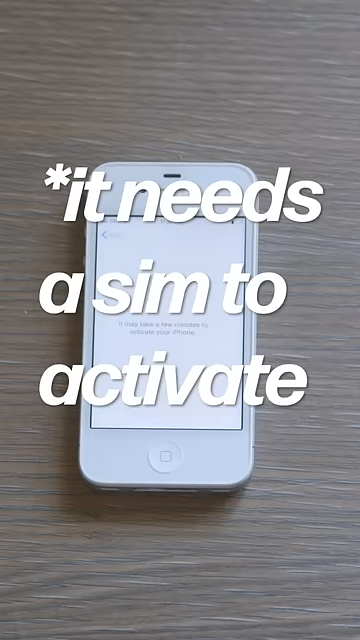 *it needs
a sim to
activate
It may take a few minutes to
activate your iPhone.